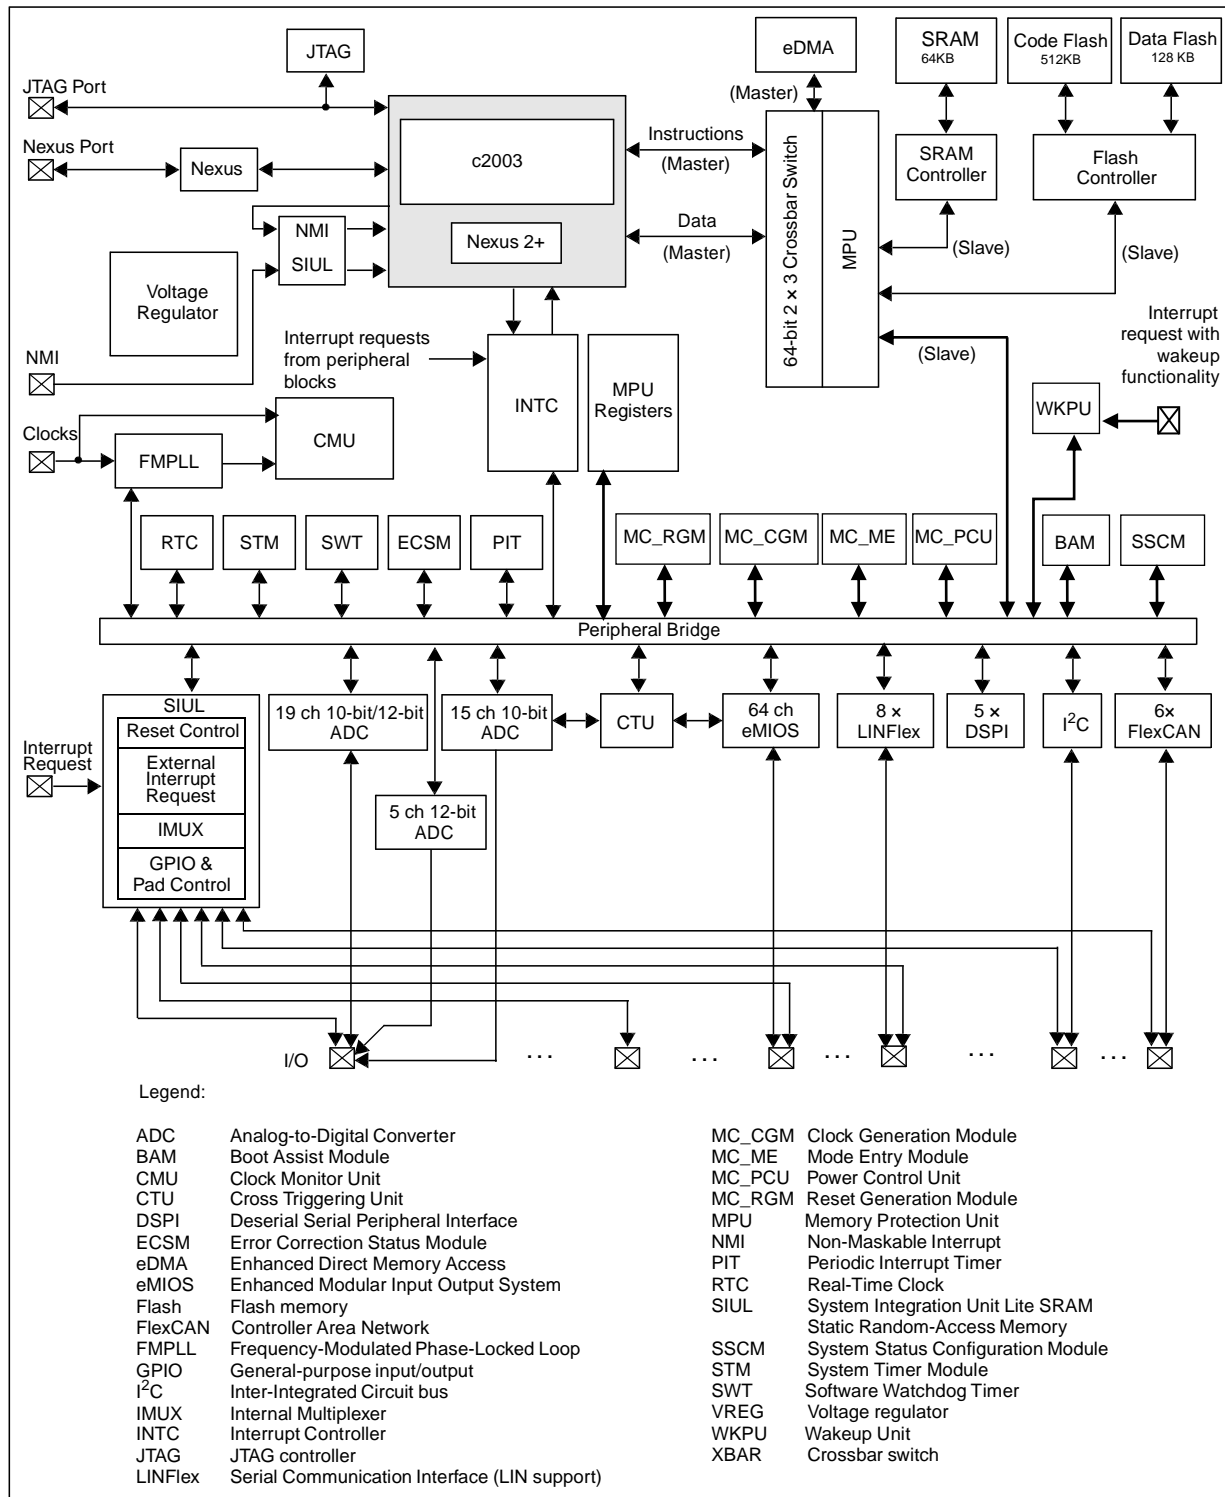 JTAG
eDMA
SRAM
64KB
Code Flash
512KB
Data Flash
128 KB
JTAG Port
(Master)
Nexus Port
Nexus
c2003
Instructions
(Master)
SRAM
Controller
Flash
Controller
64-bit 2 × 3 Crossbar Switch
MPU
NMI
SIUL
Nexus 2+
Data
(Master)
(Slave)
(Slave)
Voltage
Regulator
NMI
Interrupt requests
from peripheral
blocks
INTC
MPU
Registers
(Slave)
Interrupt
request with
wakeup
functionality
WKPU
Clocks
FMPLL
CMU
RTC
STM
SWT
ECSM
PIT
MC_RGM
MC_CGM
MC_ME
MC_PCU
BAM
SSCM
Peripheral Bridge
SIUL
Reset Control
External
Interrupt
Request
IMUX
GPIO &
Pad Control
Interrupt
Request
19 ch 10-bit/12-bit
ADC
15 ch 10-bit
ADC
5 ch 12-bit
ADC
CTU
64 ch
eMIOS
8 ×
LINFlex
5 ×
DSPI
I²C
6×
FlexCAN
I/O
. . .
. . .
. . .
. . .
. . .
Legend:
ADC Analog-to-Digital Converter
BAM Boot Assist Module
CMU Clock Monitor Unit
CTU Cross Triggering Unit
DSPI Deserial Serial Peripheral Interface
ECSM Error Correction Status Module
eDMA Enhanced Direct Memory Access
eMIOS Enhanced Modular Input Output System
Flash Flash memory
FlexCAN Controller Area Network
FMPLL Frequency-Modulated Phase-Locked Loop
GPIO General-purpose input/output
I²C Inter-Integrated Circuit bus
IMUX Internal Multiplexer
INTC Interrupt Controller
JTAG JTAG controller
LINFlex Serial Communication Interface (LIN support)
MC_CGM Clock Generation Module
MC_ME Mode Entry Module
MC_PCU Power Control Unit
MC_RGM Reset Generation Module
MPU Memory Protection Unit
NMI Non-Maskable Interrupt
PIT Periodic Interrupt Timer
RTC Real-Time Clock
SIUL System Integration Unit Lite SRAM
Static Random-Access Memory
SSCM System Status Configuration Module
STM System Timer Module
SWT Software Watchdog Timer
VREG Voltage regulator
WKPU Wakeup Unit
XBAR Crossbar switch